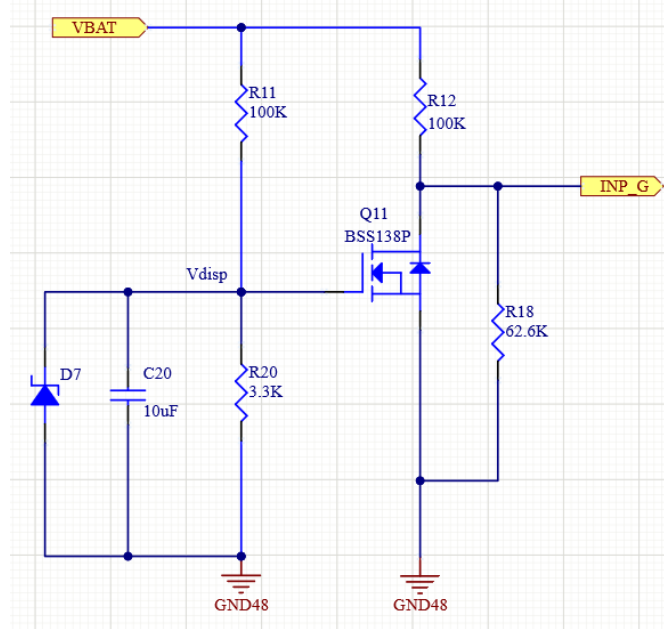 VBAT
R11
100K
R12
100K
INP_G
Q11
BSS138P
Vdisp
R18
62.6K
D7
C20
10uF
R20
3.3K
GND48
GND48